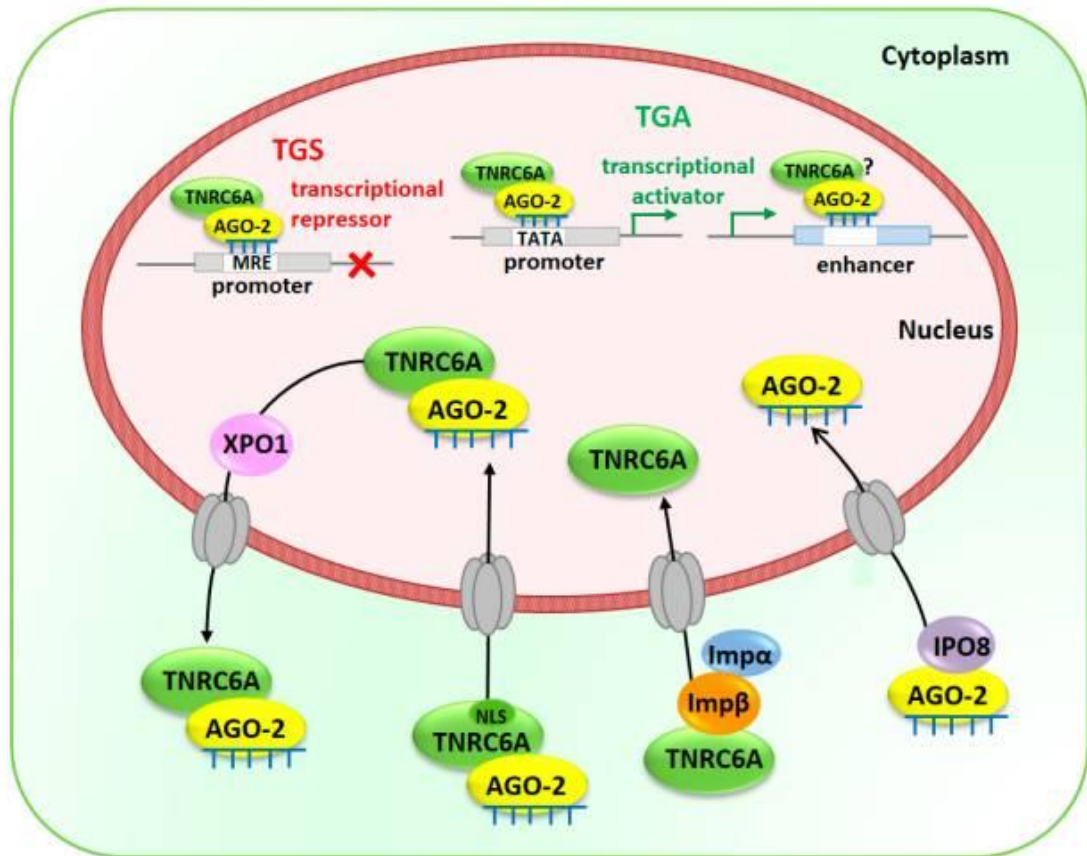 Cytoplasm
TGS
TGA
TNRC6A
AGO-2
MRE
promoter
transcriptional
repressor
TNRC6A
AGO-2
TATA
promoter
transcriptional
activator
TNRC6A ?
AGO-2
enhancer
Nucleus
TNRC6A
AGO-2
XPO1
TNRC6A
AGO-2
TNRC6A
AGO-2
NLS
TNRC6A
AGO-2
Impα
Impβ
TNRC6A
IPO8
AGO-2